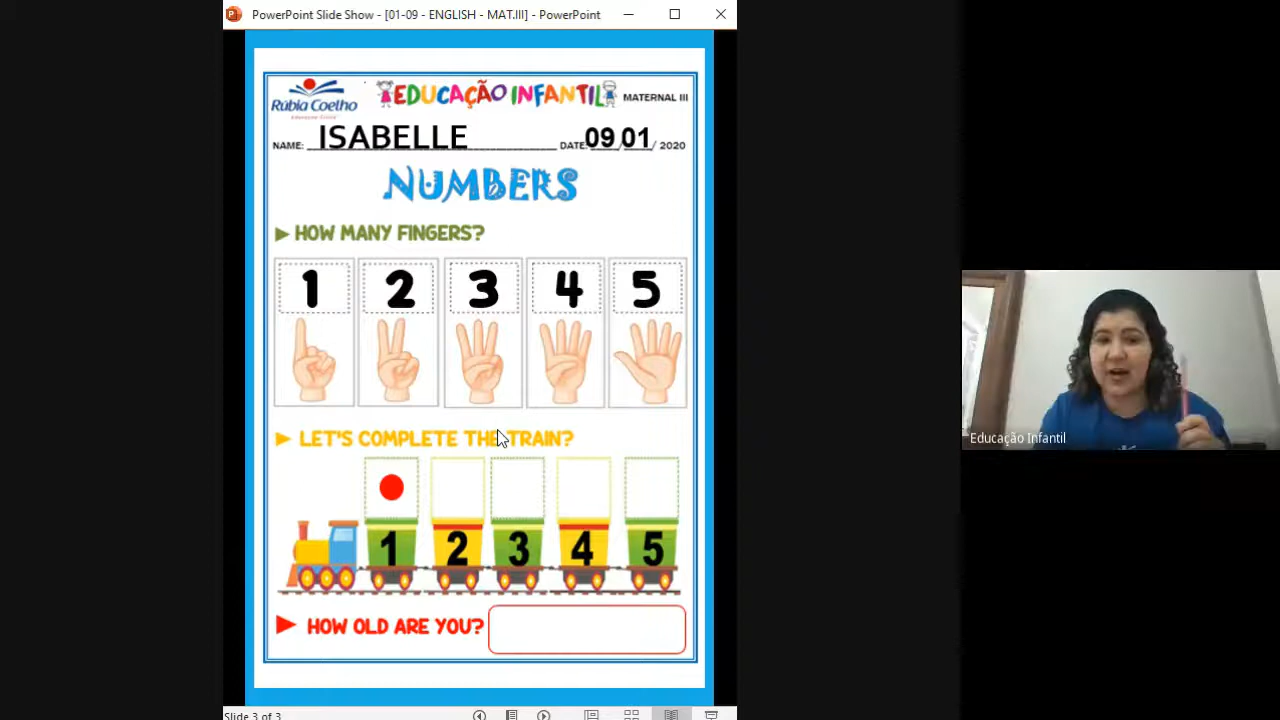 PowerPoint Slide Show - [01-09 - ENGLISH - MAT.III] - PowerPoint
Rúbia Coelho
EDUCAÇÃO INFANTIL MATERNAL III
NAME: ISABELLE DATE: 09/01/ 2020
NUMBERS
HOW MANY FINGERS?
1 2 3 4 5
LET'S COMPLETE THE TRAIN?
1 2 3 4 5
HOW OLD ARE YOU?
Slide 3 of 3
Educação Infantil